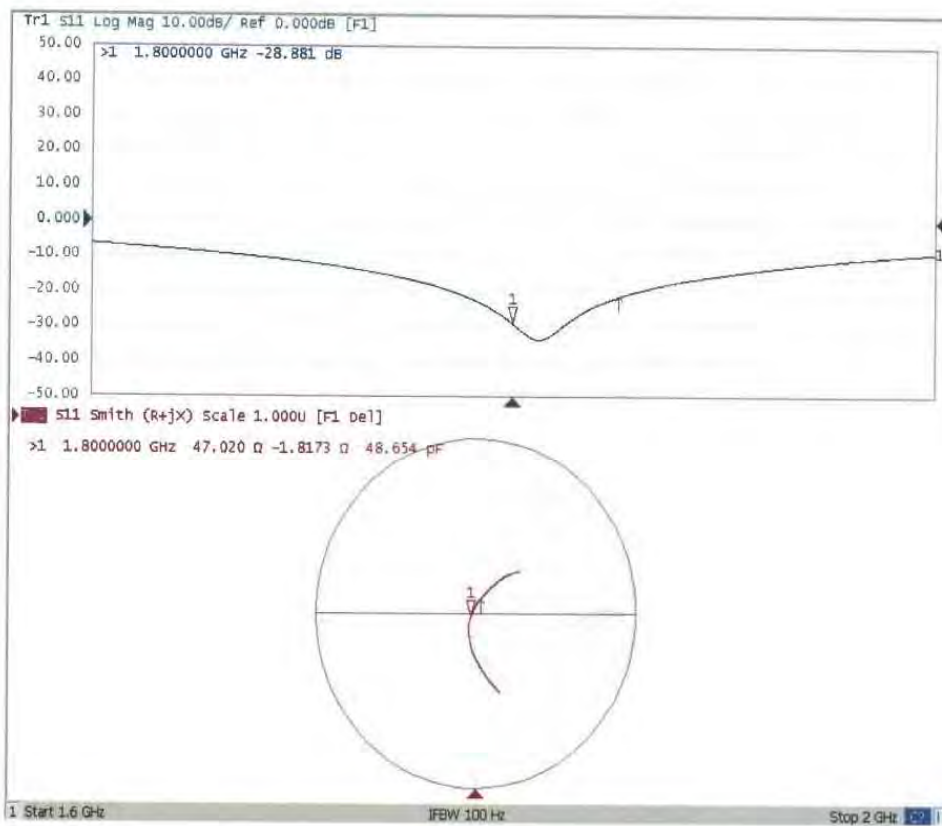 Tr1 S11 Log Mag 10.00dB/ Ref 0.000dB [F1]
50.00
>1 1.8000000 GHz -28.881 dB
40.00
30.00
20.00
10.00
0.000
-10.00
1
-20.00
1
-30.00
-40.00
-50.00
S11 Smith (R+jX) Scale 1.000U [F1 Del]
>1 1.8000000 GHz 47.020 Ω -1.8173 Ω 48.654 pF
1
1 Start 1.6 GHz IFBW 100 Hz Stop 2 GHz